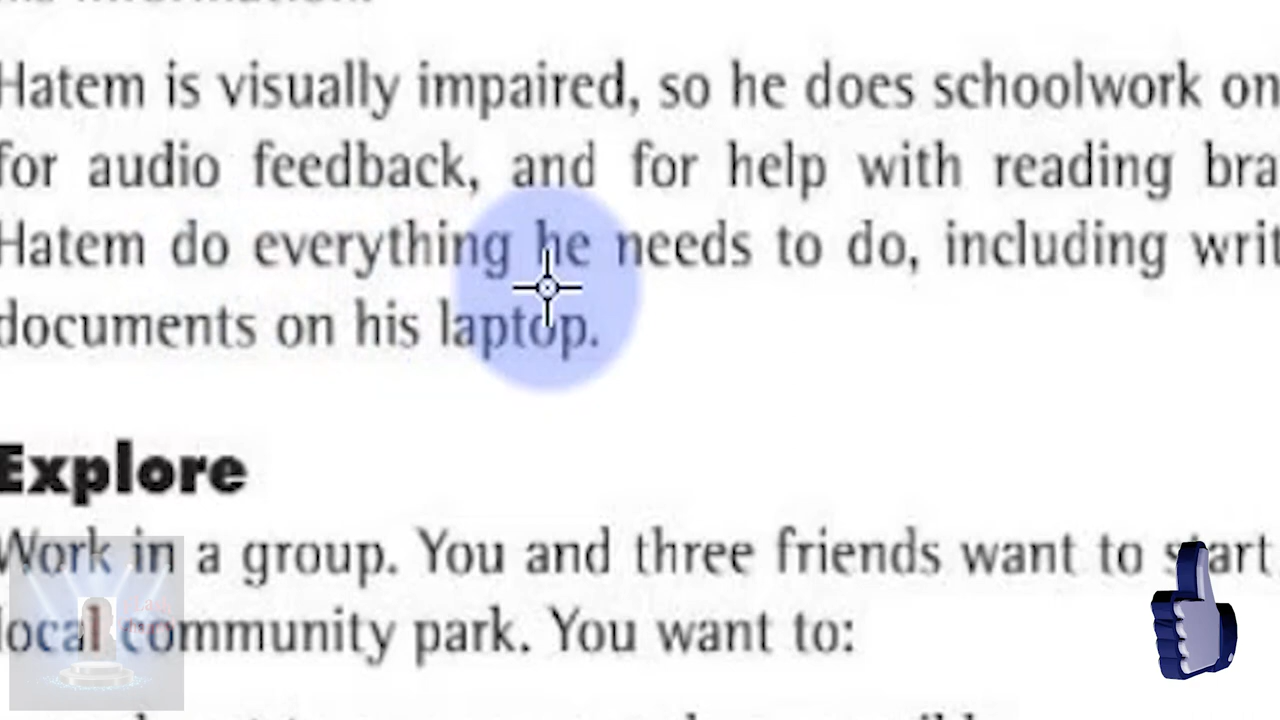 Hatem is visually impaired, so he does schoolwork on
for audio feedback, and for help with reading bra
Hatem do everything he needs to do, including writ
documents on his laptop.
Explore
Work in a group. You and three friends want to start
local community park. You want to: